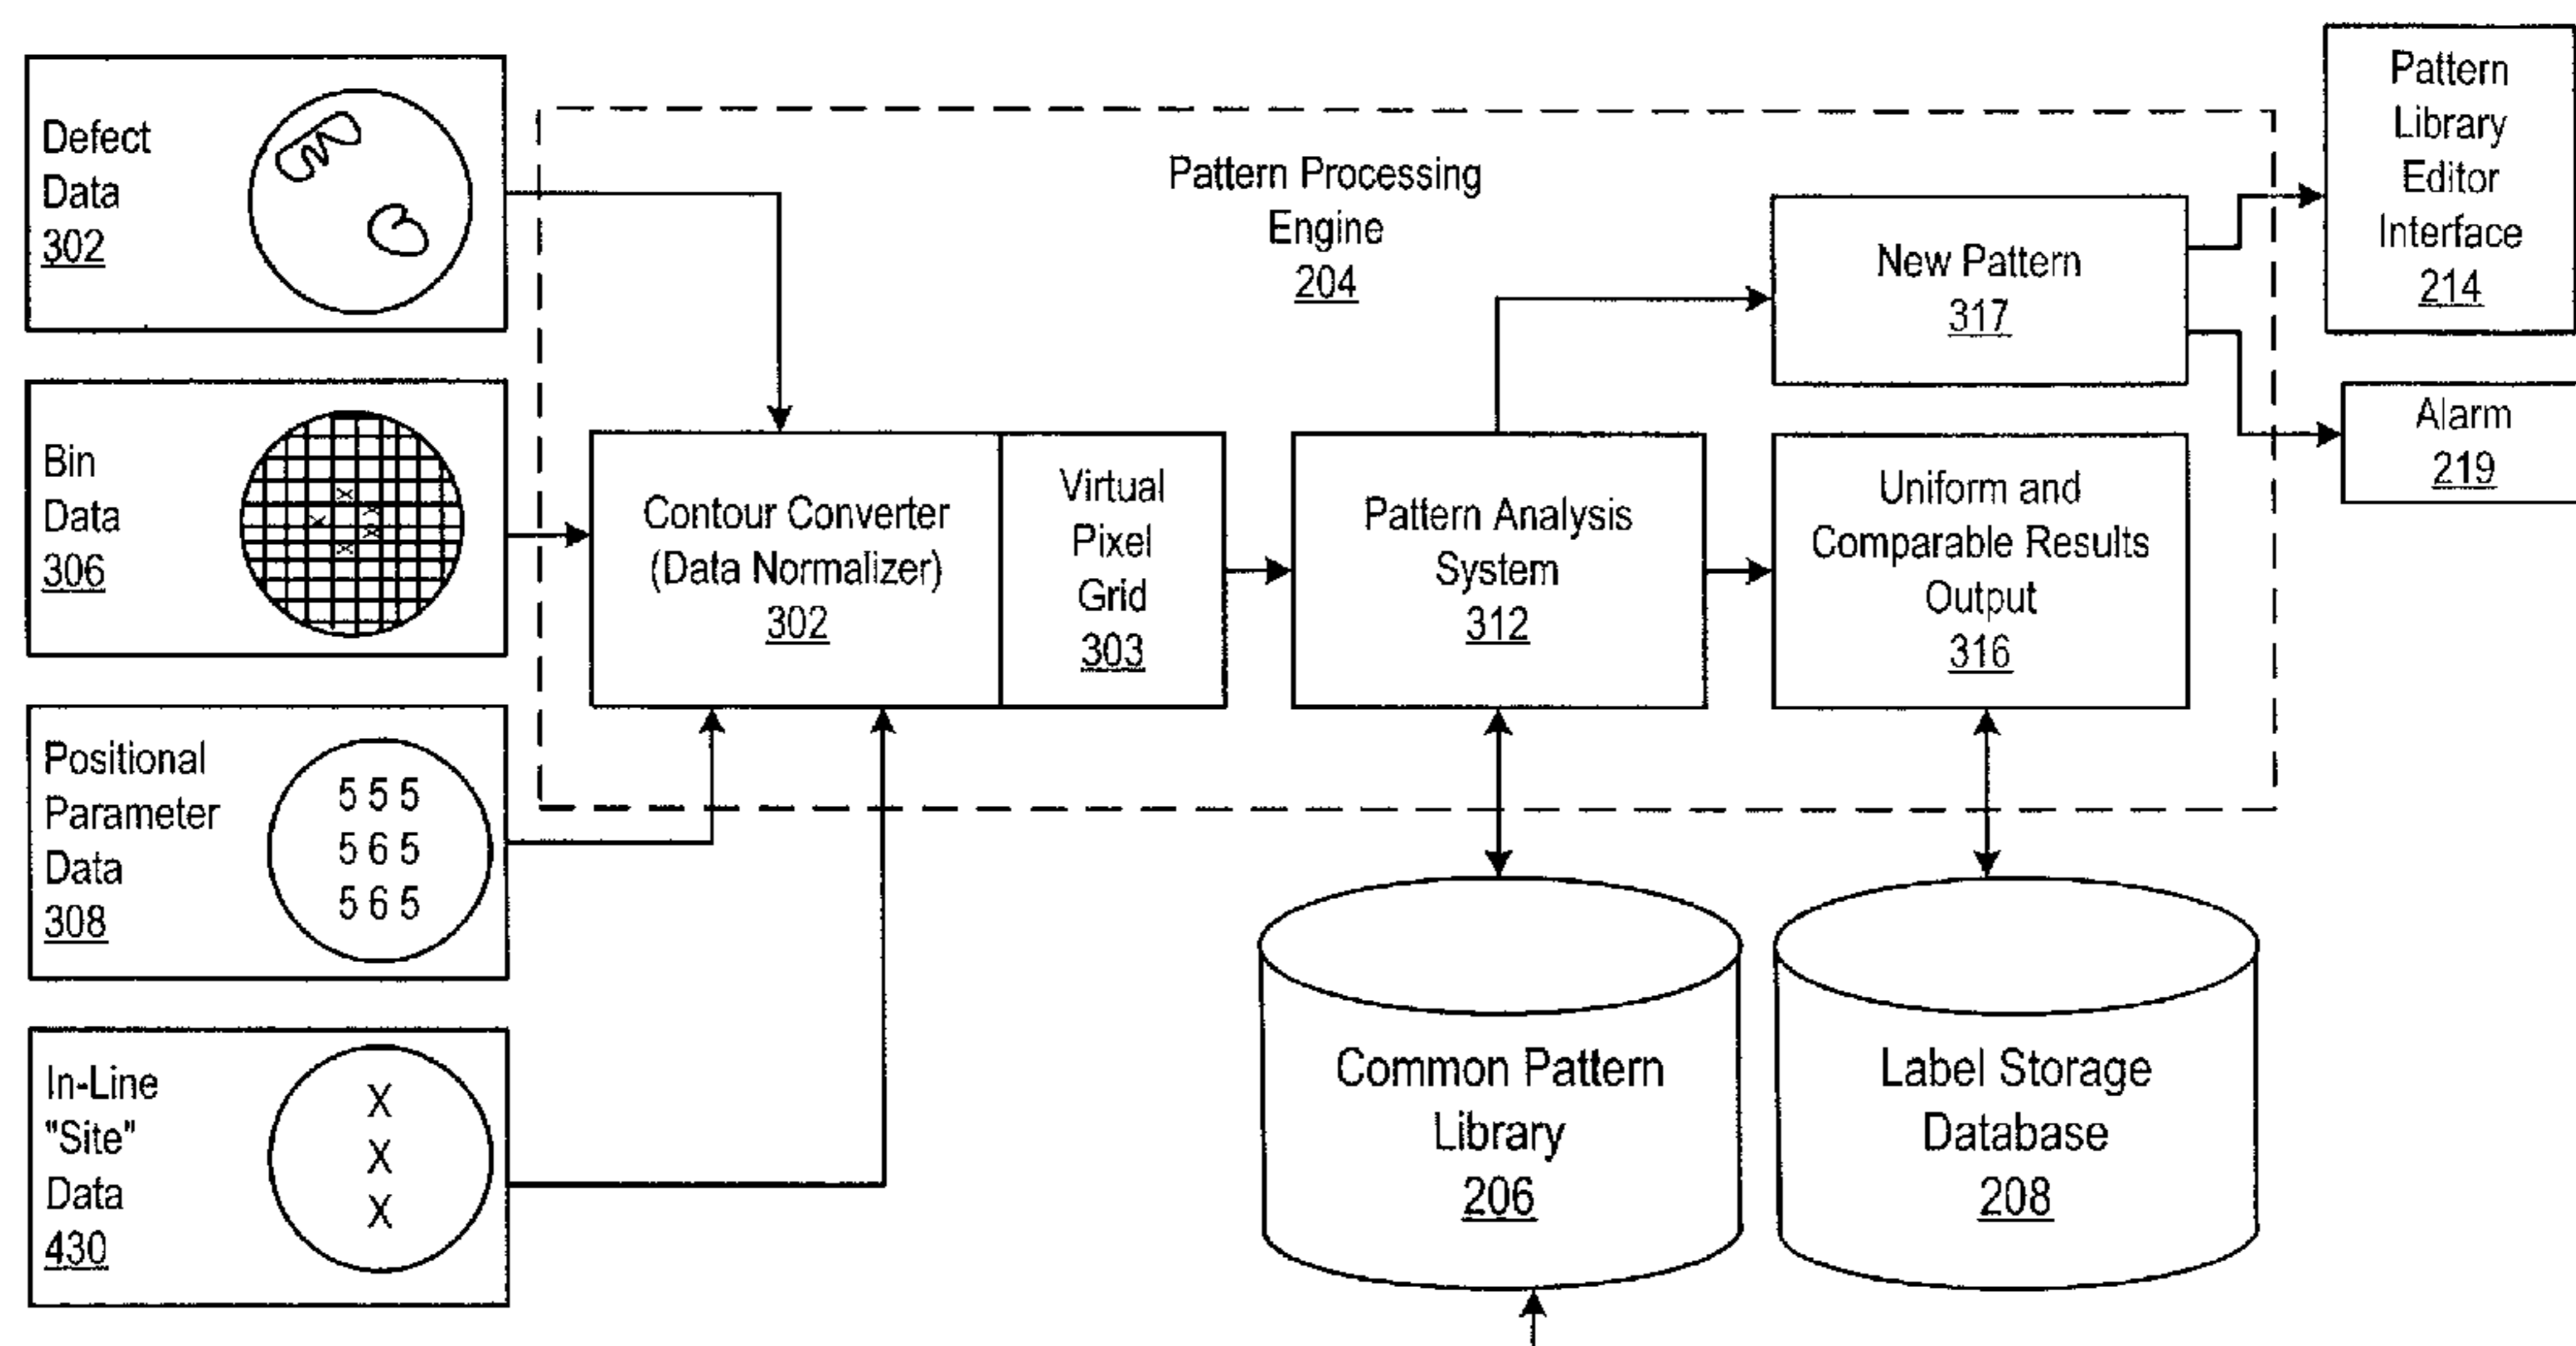 Defect
Data
302
Bin
Data
306
X
X
X
X
X
Positional
Parameter
Data
308
5 5 5
5 6 5
5 6 5
In-Line
"Site"
Data
430
X
X
X
Pattern Processing
Engine
204
Contour Converter
(Data Normalizer)
302
Virtual
Pixel
Grid
303
Pattern Analysis
System
312
New Pattern
317
Uniform and
Comparable Results
Output
316
Pattern
Library
Editor
Interface
214
Alarm
219
Common Pattern
Library
206
Label Storage
Database
208